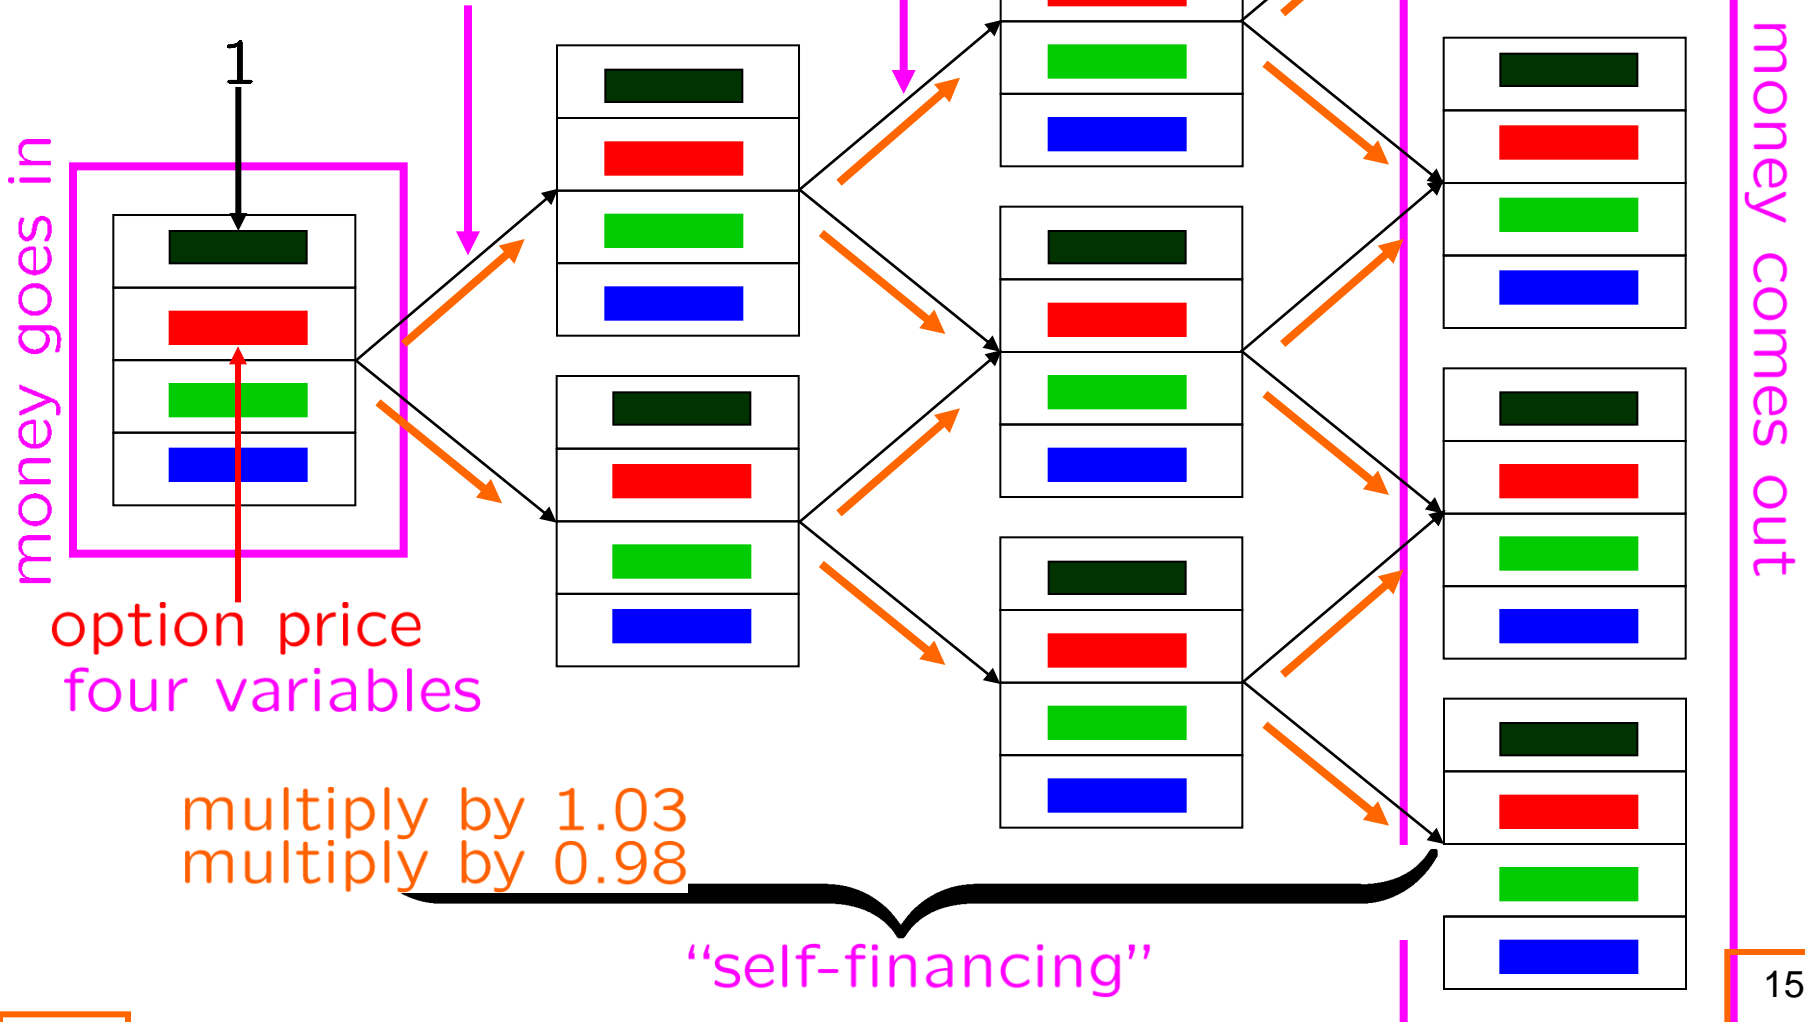 1
money goes in
money comes out
option price
four variables
multiply by 1.03
multiply by 0.98
“self-financing”
15